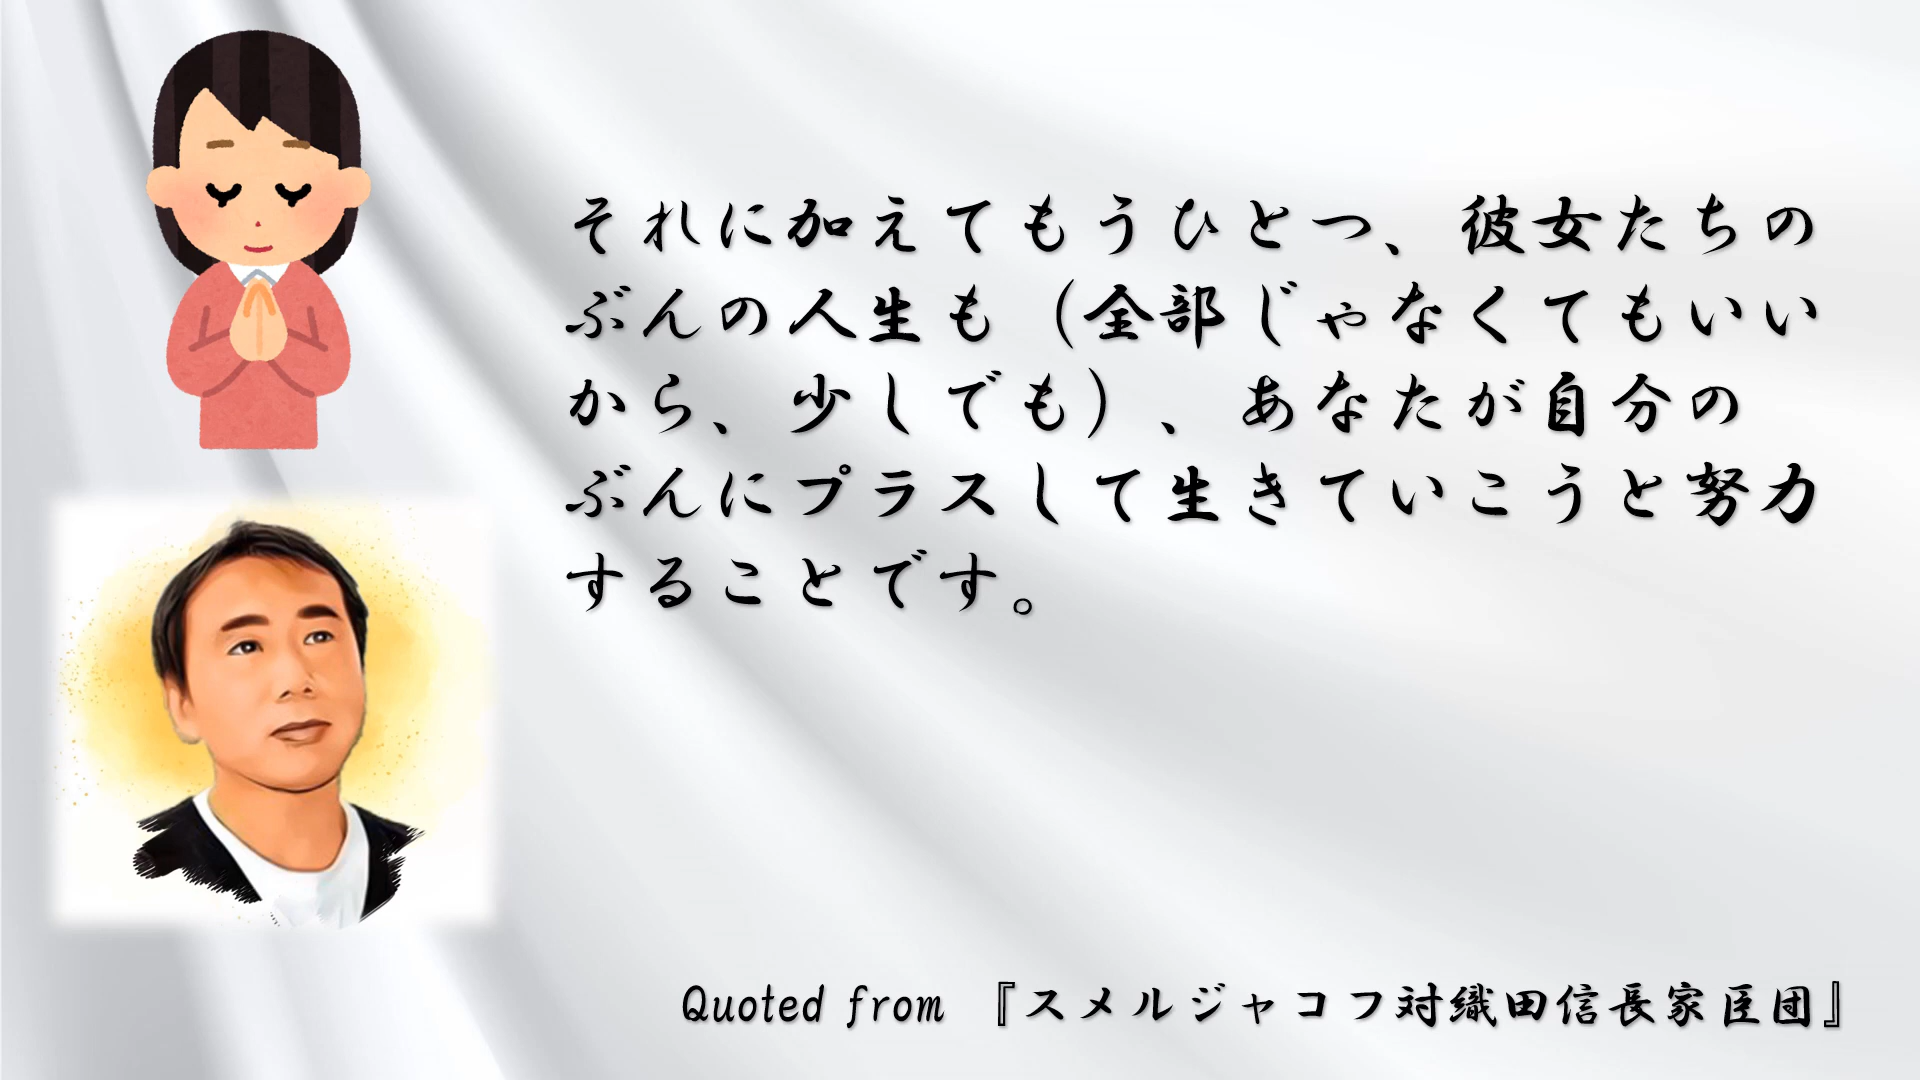 それに加えてもうひとつ、彼女たちの
ぶんの人生も（全部じゃなくてもいい
から、少しでも）、あなたが自分の
ぶんにプラスして生きていこうと努力
することです。
Quoted from 『スメルジャコフ対織田信長家臣団』